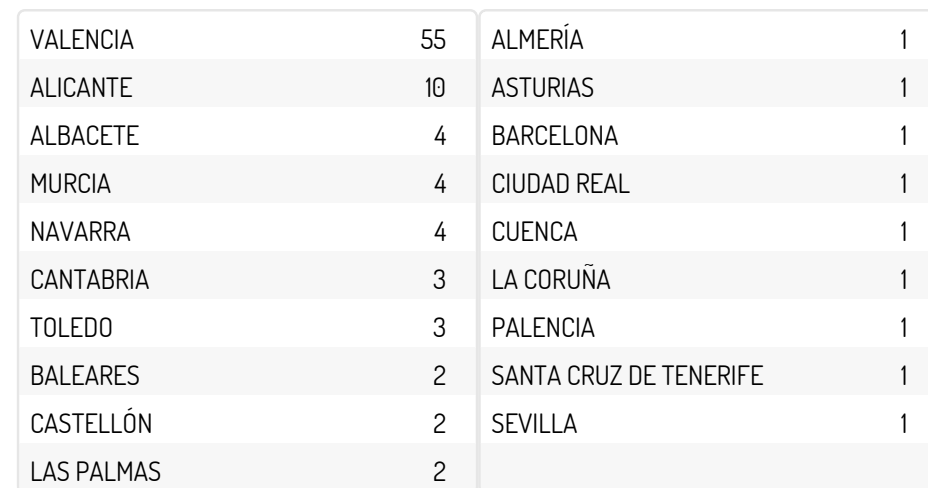 VALENCIA 55
ALICANTE 10
ALBACETE 4
MURCIA 4
NAVARRA 4
CANTABRIA 3
TOLEDO 3
BALEARES 2
CASTELLÓN 2
LAS PALMAS 2
ALMERÍA 1
ASTURIAS 1
BARCELONA 1
CIUDAD REAL 1
CUENCA 1
LA CORUÑA 1
PALENCIA 1
SANTA CRUZ DE TENERIFE 1
SEVILLA 1